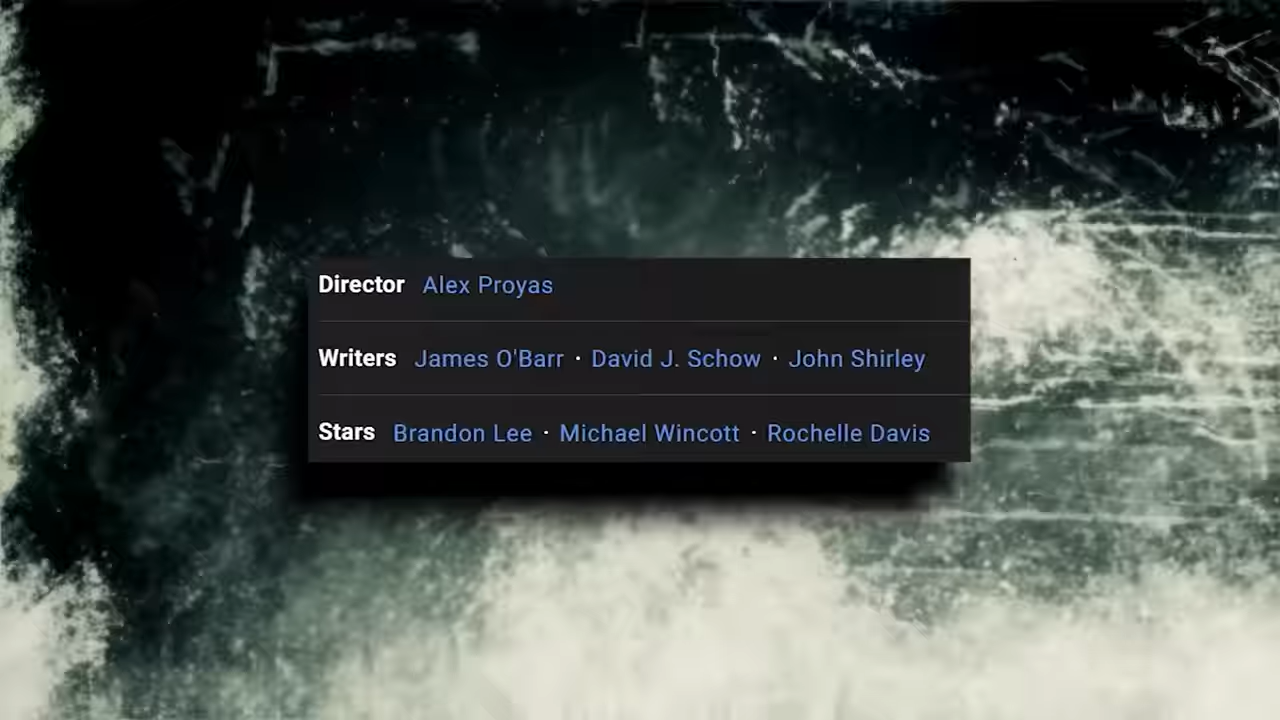 Director Alex Proyas
Writers James O'Barr · David J. Schow · John Shirley
Stars Brandon Lee · Michael Wincott · Rochelle Davis